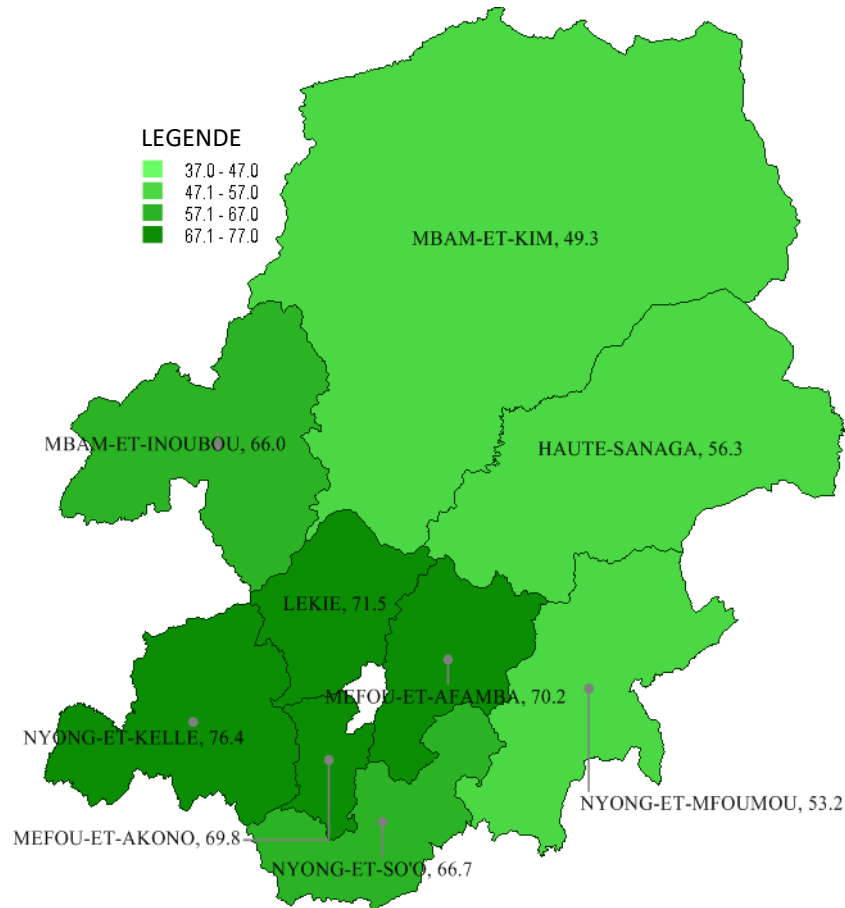 LEGENDE
37.0 - 47.0
47.1 - 57.0
57.1 - 67.0
67.1 - 77.0
MBAM-ET-KIM, 49.3
MBAM-ET-INOUBOU, 66.0
HAUTE-SANAGA, 56.3
LEKIE, 71.5
MEFOU-ET-AFAMBA, 70.2
NYONG-ET-KELLE, 76.4
NYONG-ET-MFOUMOU, 53.2
MEFOU-ET-AKONO, 69.8
NYONG-ET-SO'O, 66.7